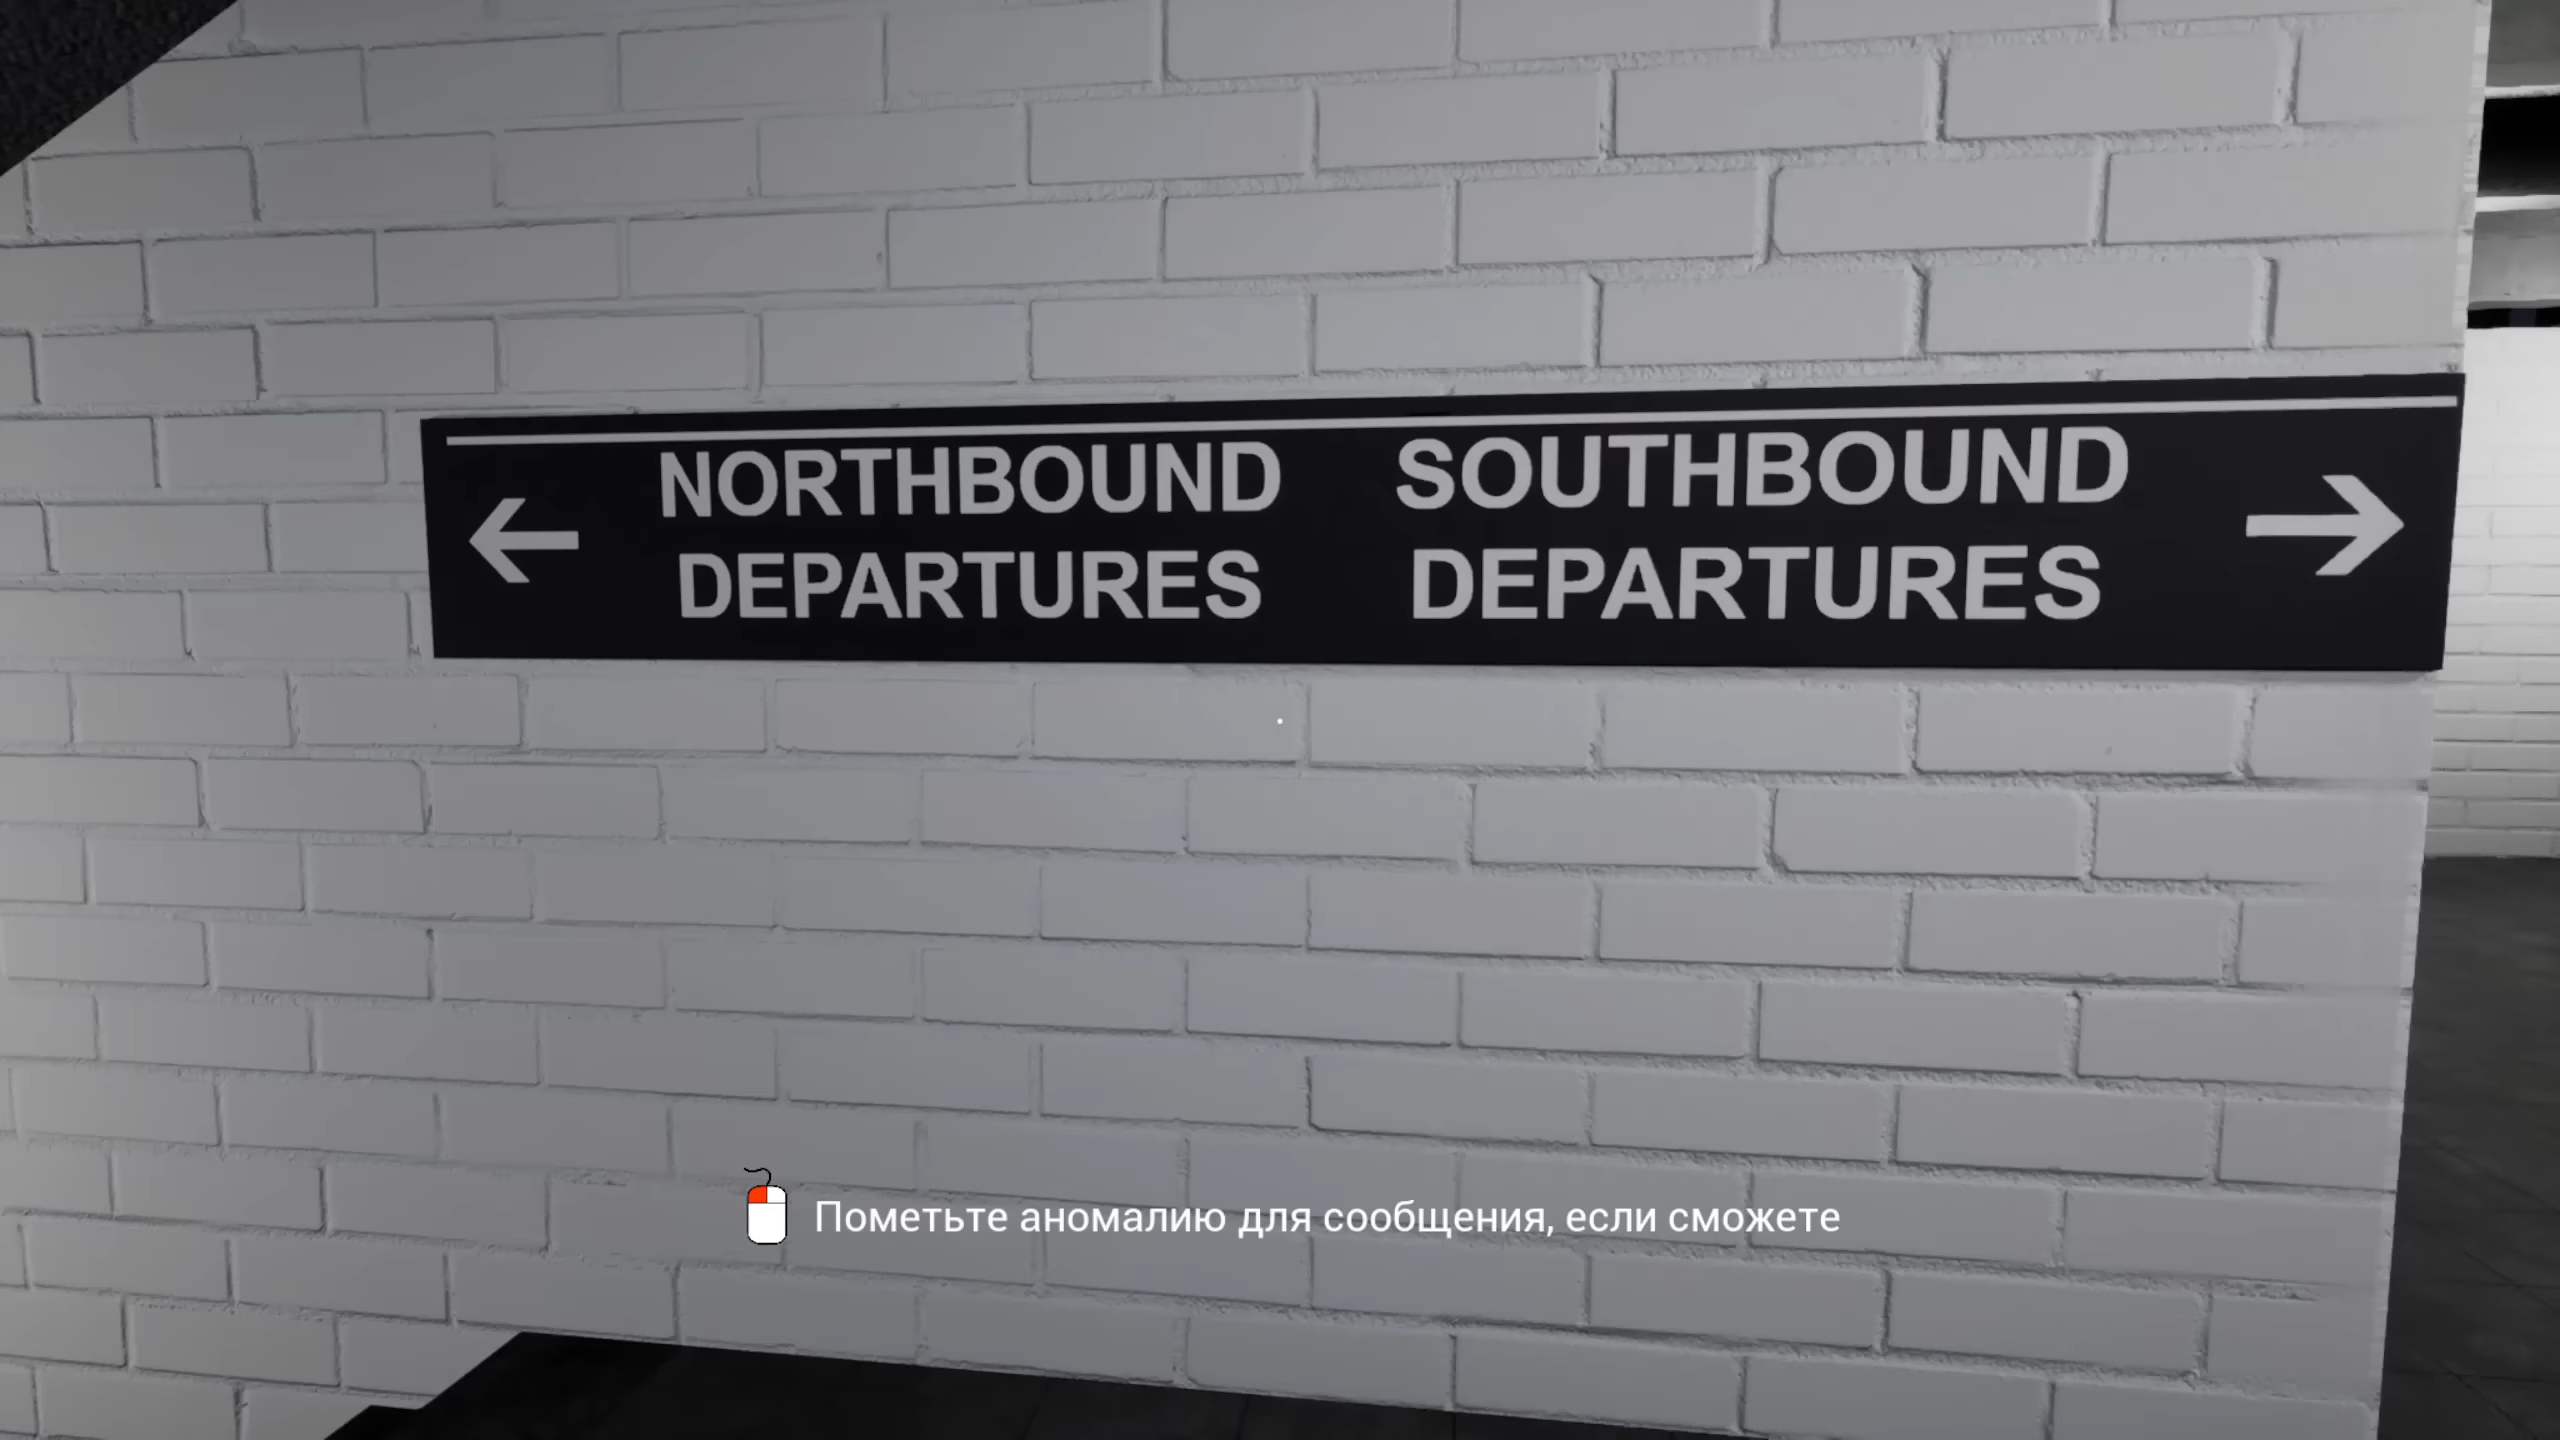 NORTHBOUND SOUTHBOUND
DEPARTURES DEPARTURES
Пометьте аномалию для сообщения, если сможете